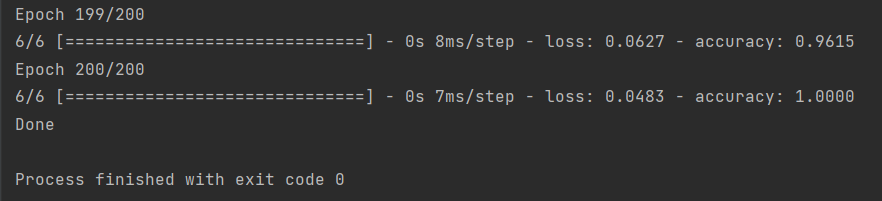 Epoch 199/200
6/6 [==============================] - 0s 8ms/step - loss: 0.0627 - accuracy: 0.9615
Epoch 200/200
6/6 [==============================] - 0s 7ms/step - loss: 0.0483 - accuracy: 1.0000
Done
Process finished with exit code 0